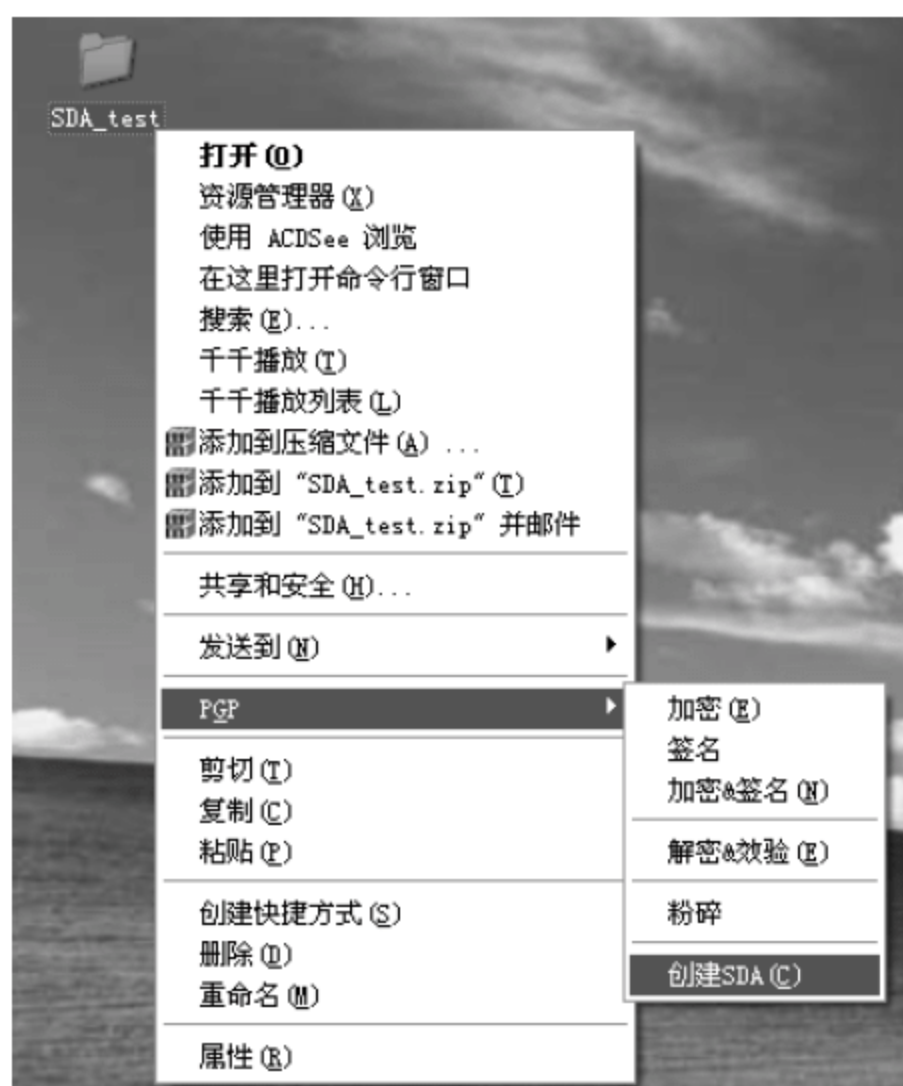 SDA_test
打开(O)
资源管理器(X)
使用 ACDSee 浏览
在这里打开命令行窗口
搜索(E)...
千千播放(T)
千千播放列表(L)
添加到压缩文件(A) ...
添加到 "SDA_test.zip"(T)
添加到 "SDA_test.zip" 并邮件
共享和安全(H)...
发送到(N)
PGP
剪切(T)
复制(C)
粘贴(P)
创建快捷方式(S)
删除(D)
重命名(M)
属性(R)
加密(E)
签名
加密&签名(N)
解密&效验(E)
粉碎
创建SDA(C)